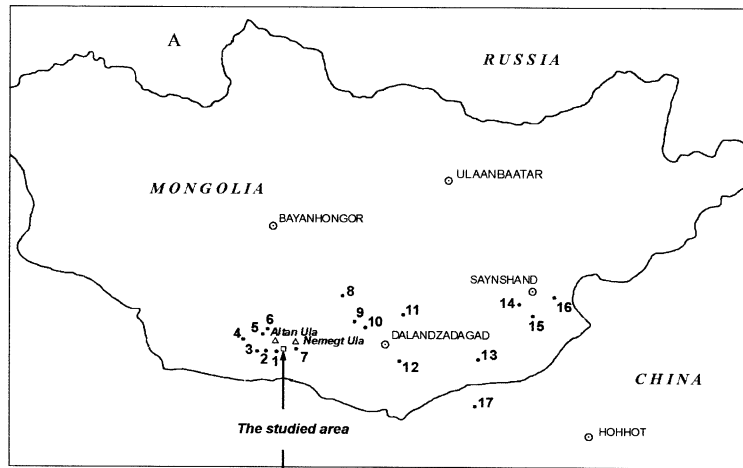 A
RUSSIA
ULAANBAATAR
MONGOLIA
BAYANHONGOR
SAYNSHAND
8
14
16
9
11
15
10
6
5
Altan Ula
4
Nemegt Ula
DALANDZADAGAD
3
2
1
7
12
13
CHINA
17
The studied area
HOHHOT